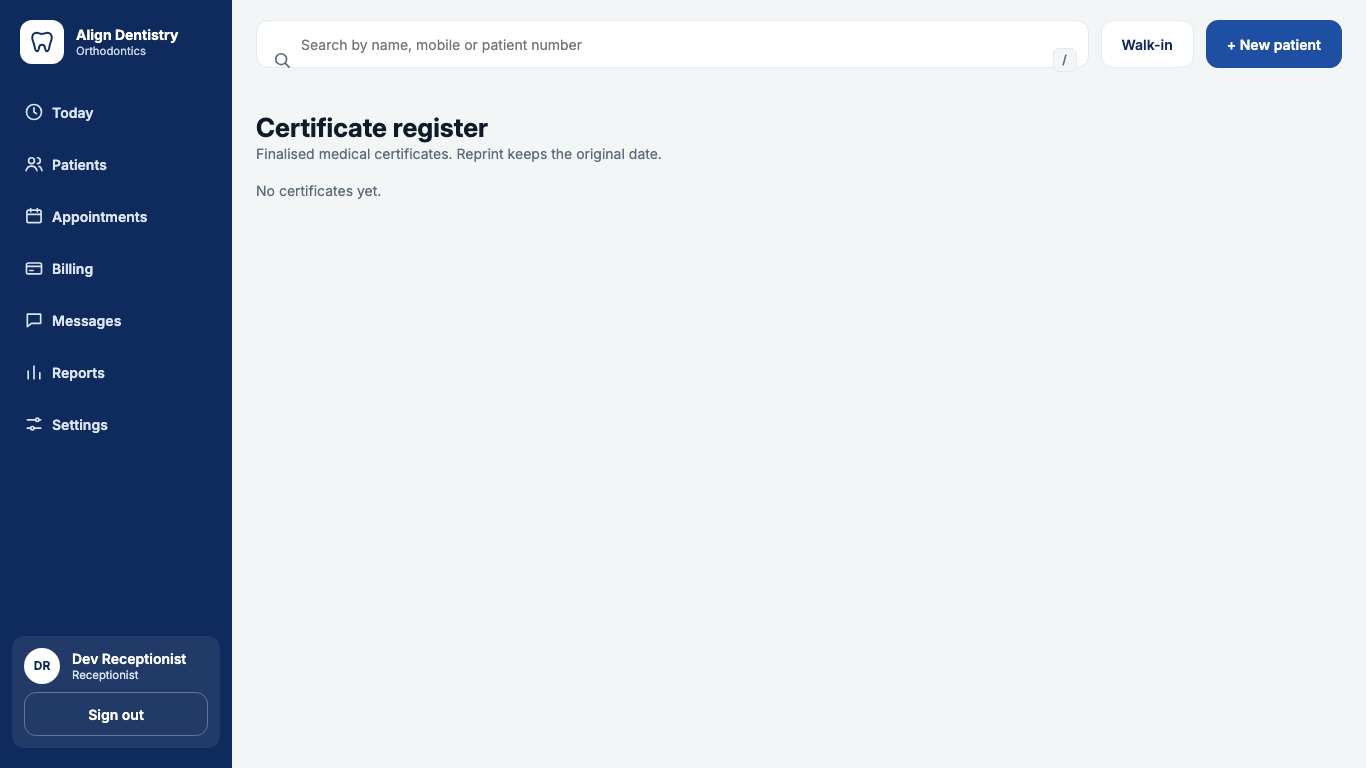 Align Dentistry
Orthodontics
Today
Patients
Appointments
Billing
Messages
Reports
Settings
DR
Dev Receptionist
Receptionist
Sign out
Search by name, mobile or patient number
/
Walk-in
+ New patient
Certificate register
Finalised medical certificates. Reprint keeps the original date.
No certificates yet.